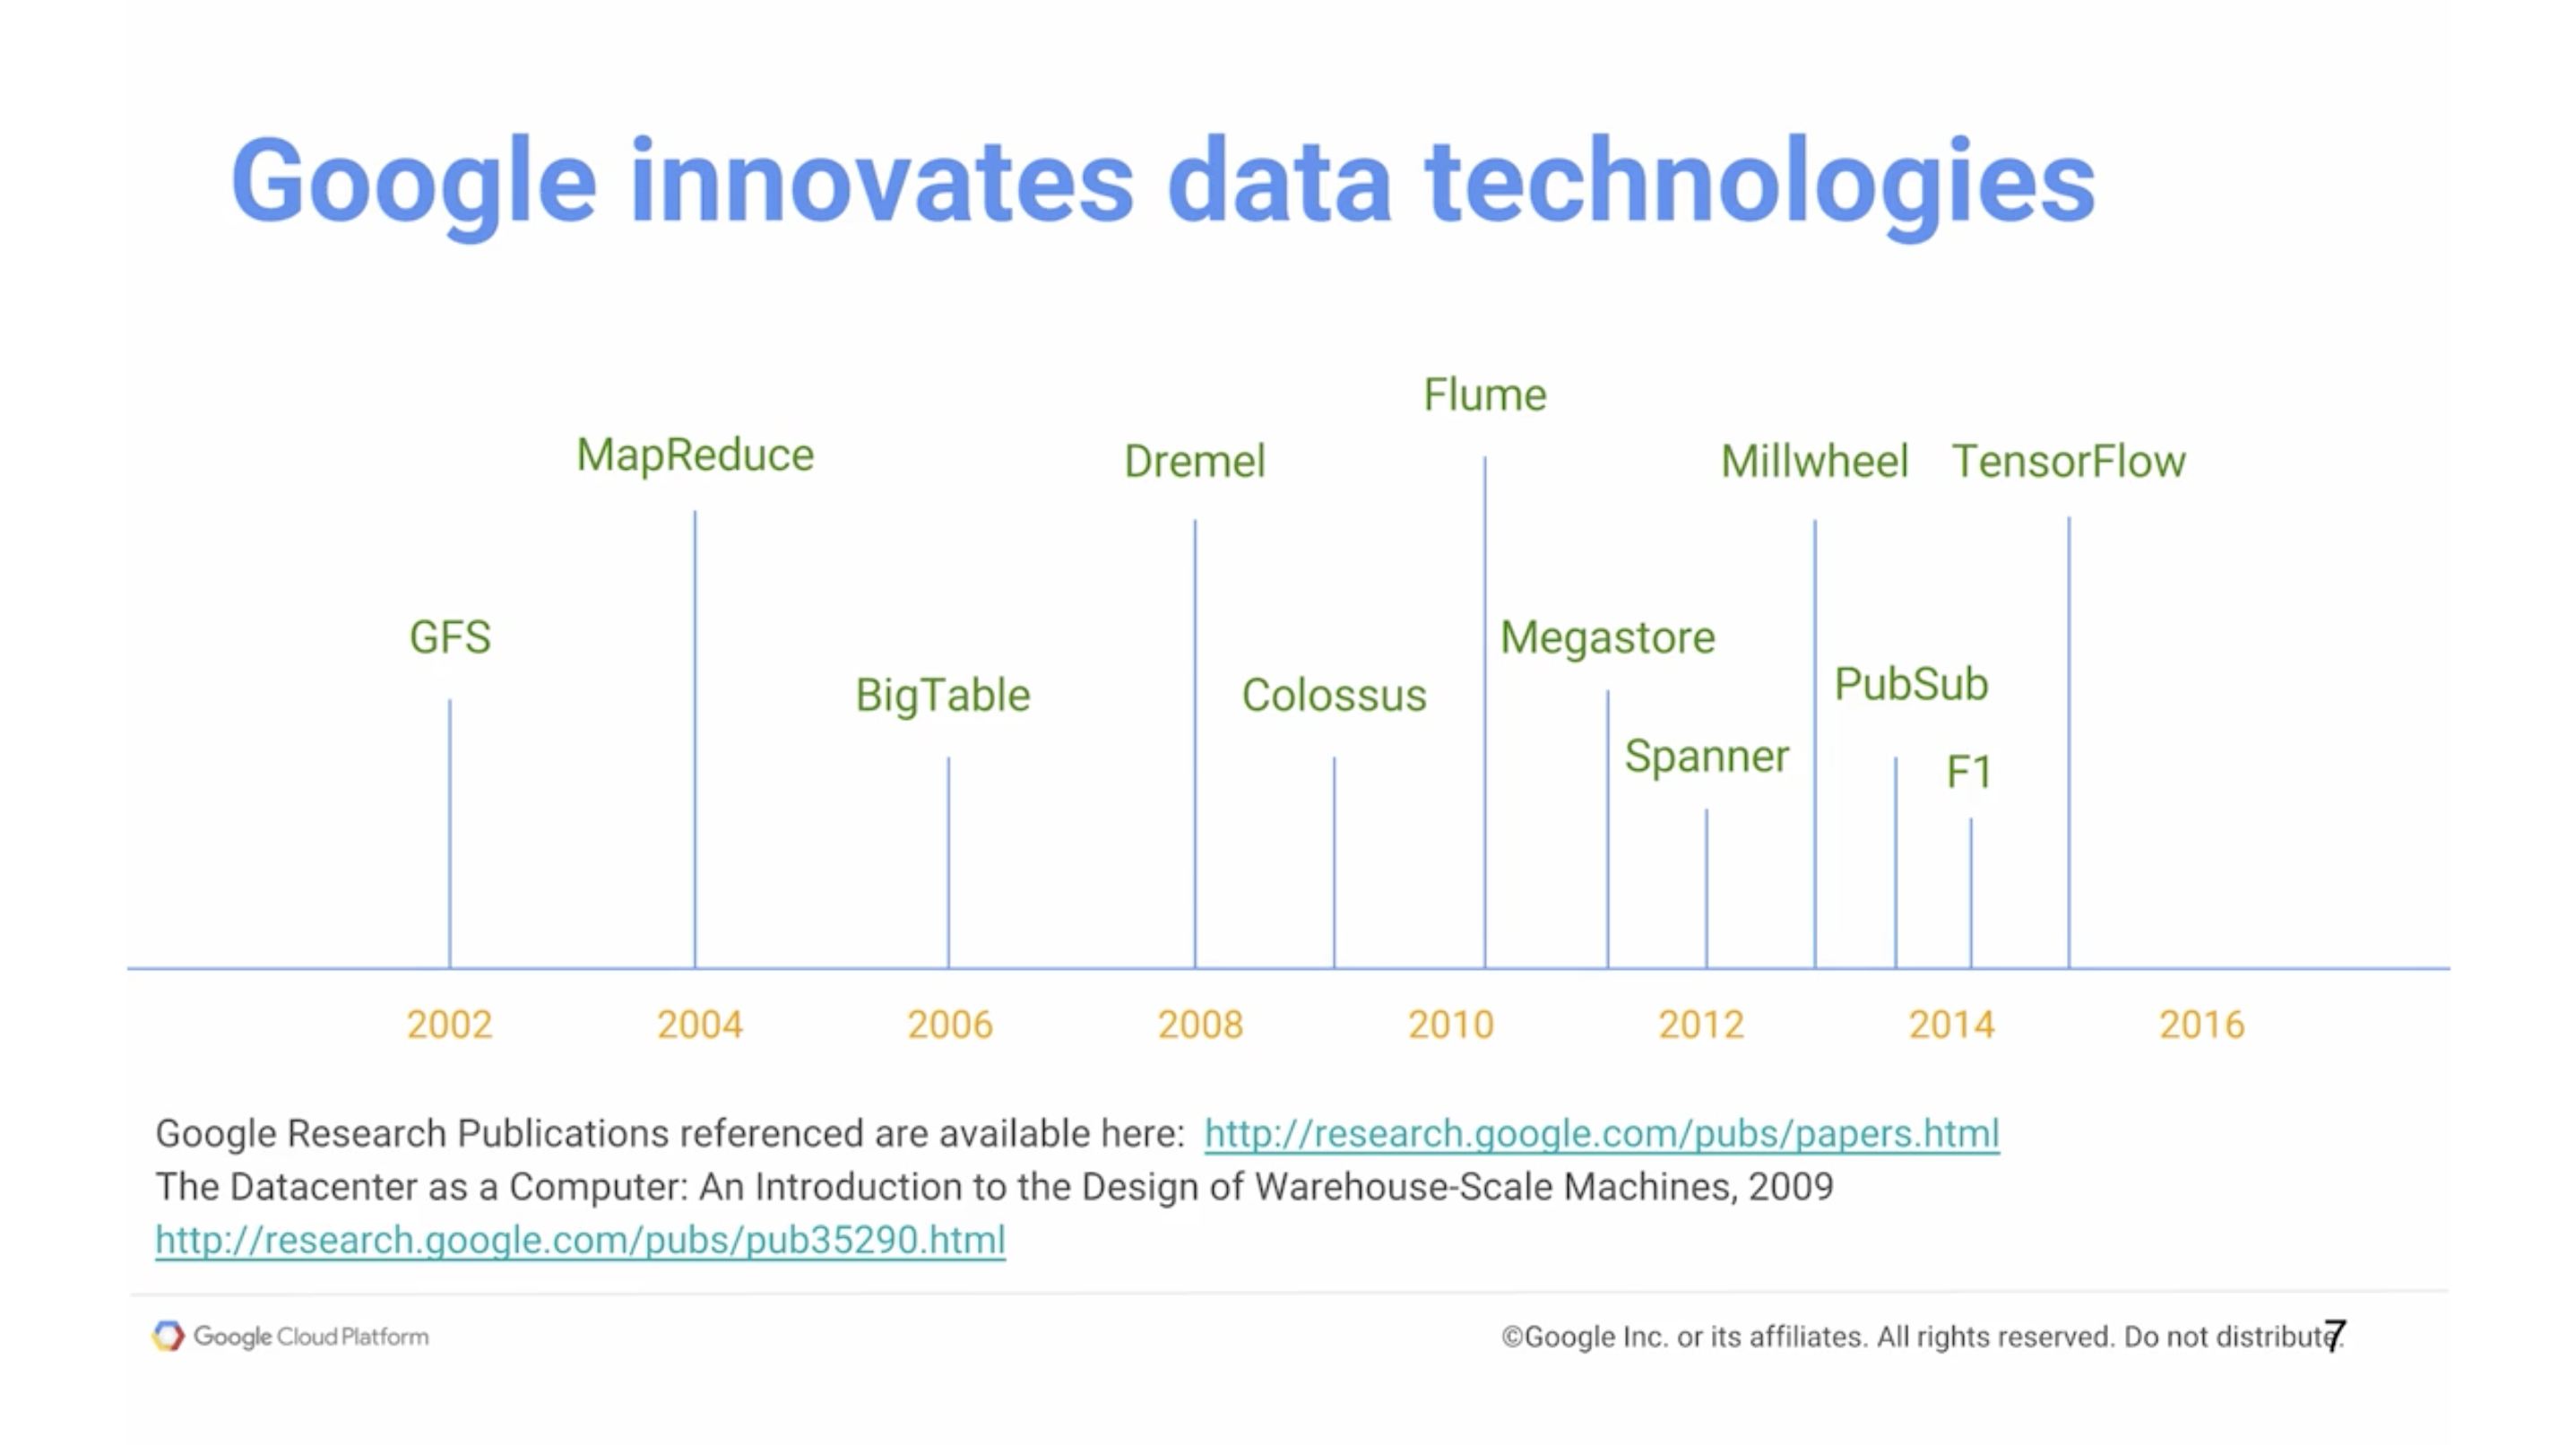 Google innovates data technologies
Flume
MapReduce
Dremel
Millwheel
TensorFlow
GFS
Megastore
BigTable
Colossus
PubSub
Spanner
F1
2002 2004 2006 2008 2010 2012 2014 2016
Google Research Publications referenced are available here: http://research.google.com/pubs/papers.html
The Datacenter as a Computer: An Introduction to the Design of Warehouse-Scale Machines, 2009
http://research.google.com/pubs/pub35290.html
Google Cloud Platform
©Google Inc. or its affiliates. All rights reserved. Do not distribute.
7